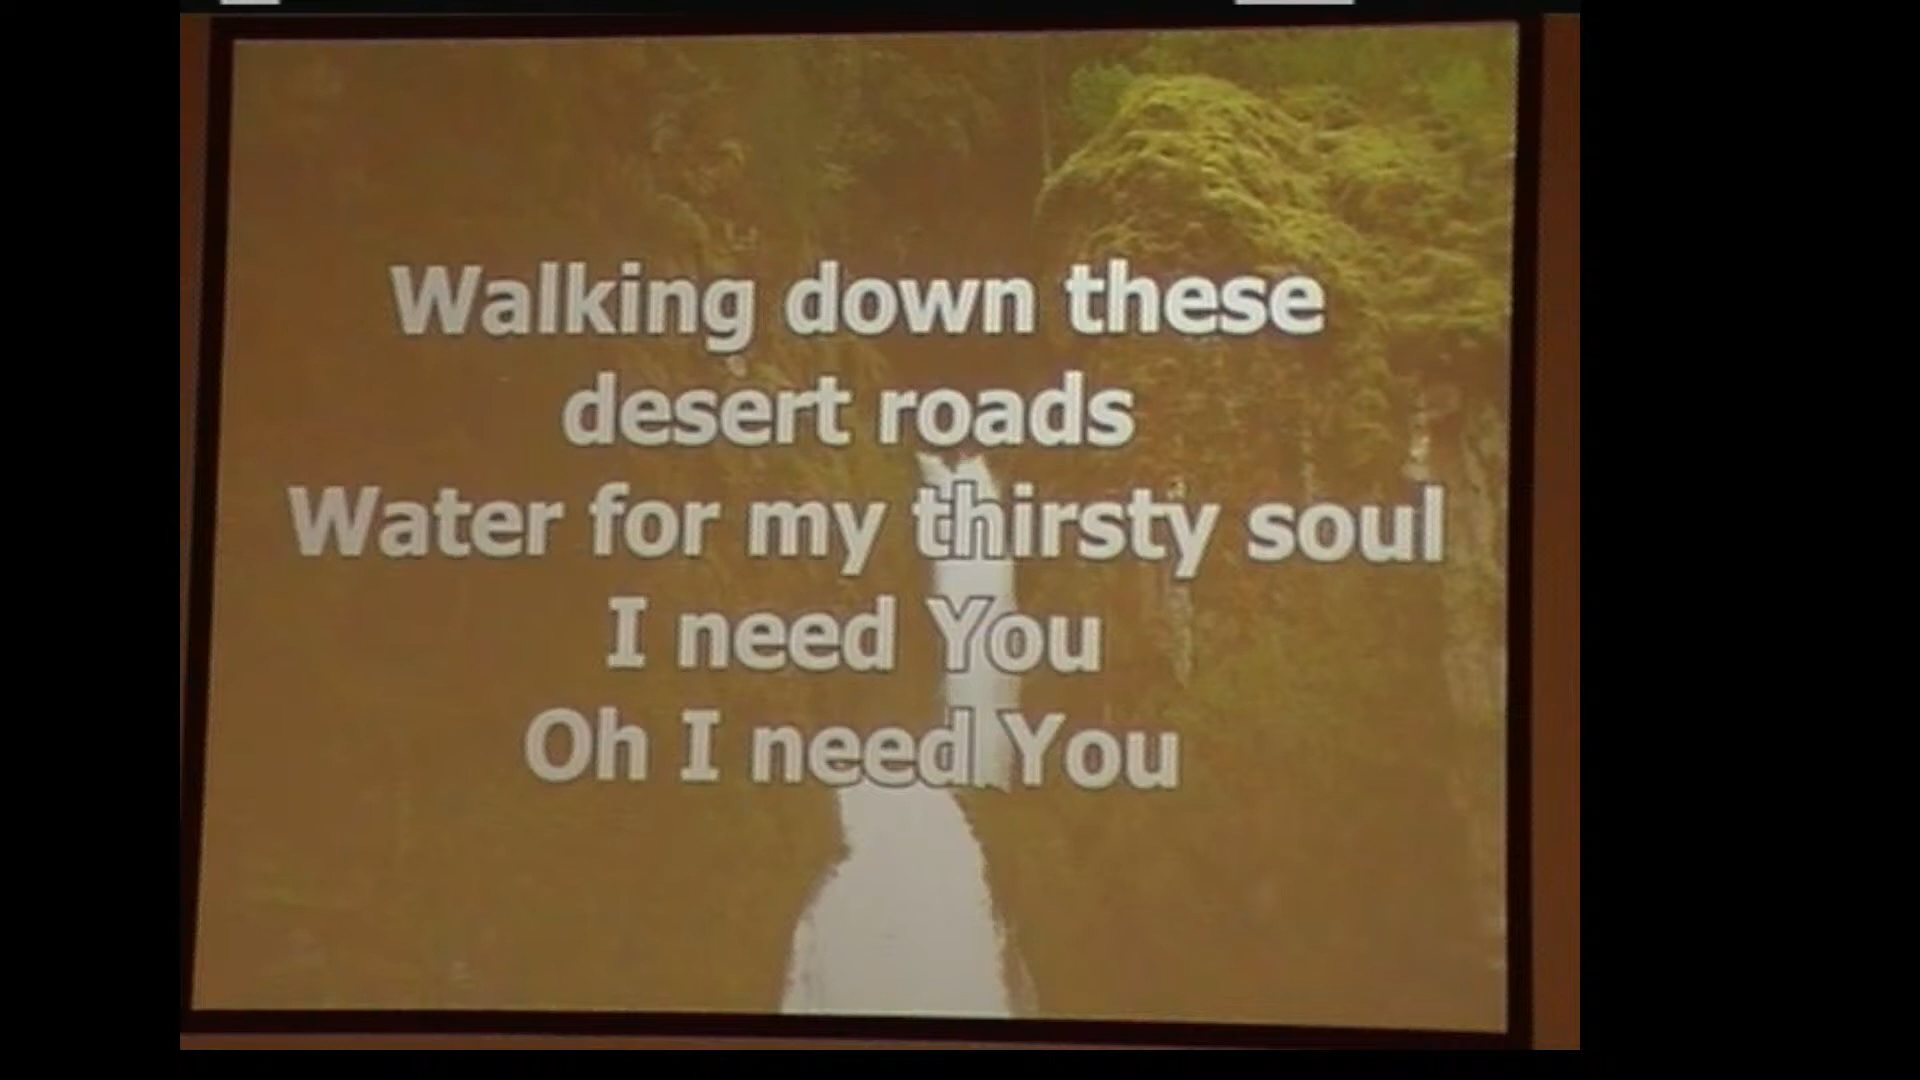 Walking down these
desert roads
Water for my thirsty soul
I need You
Oh I need You